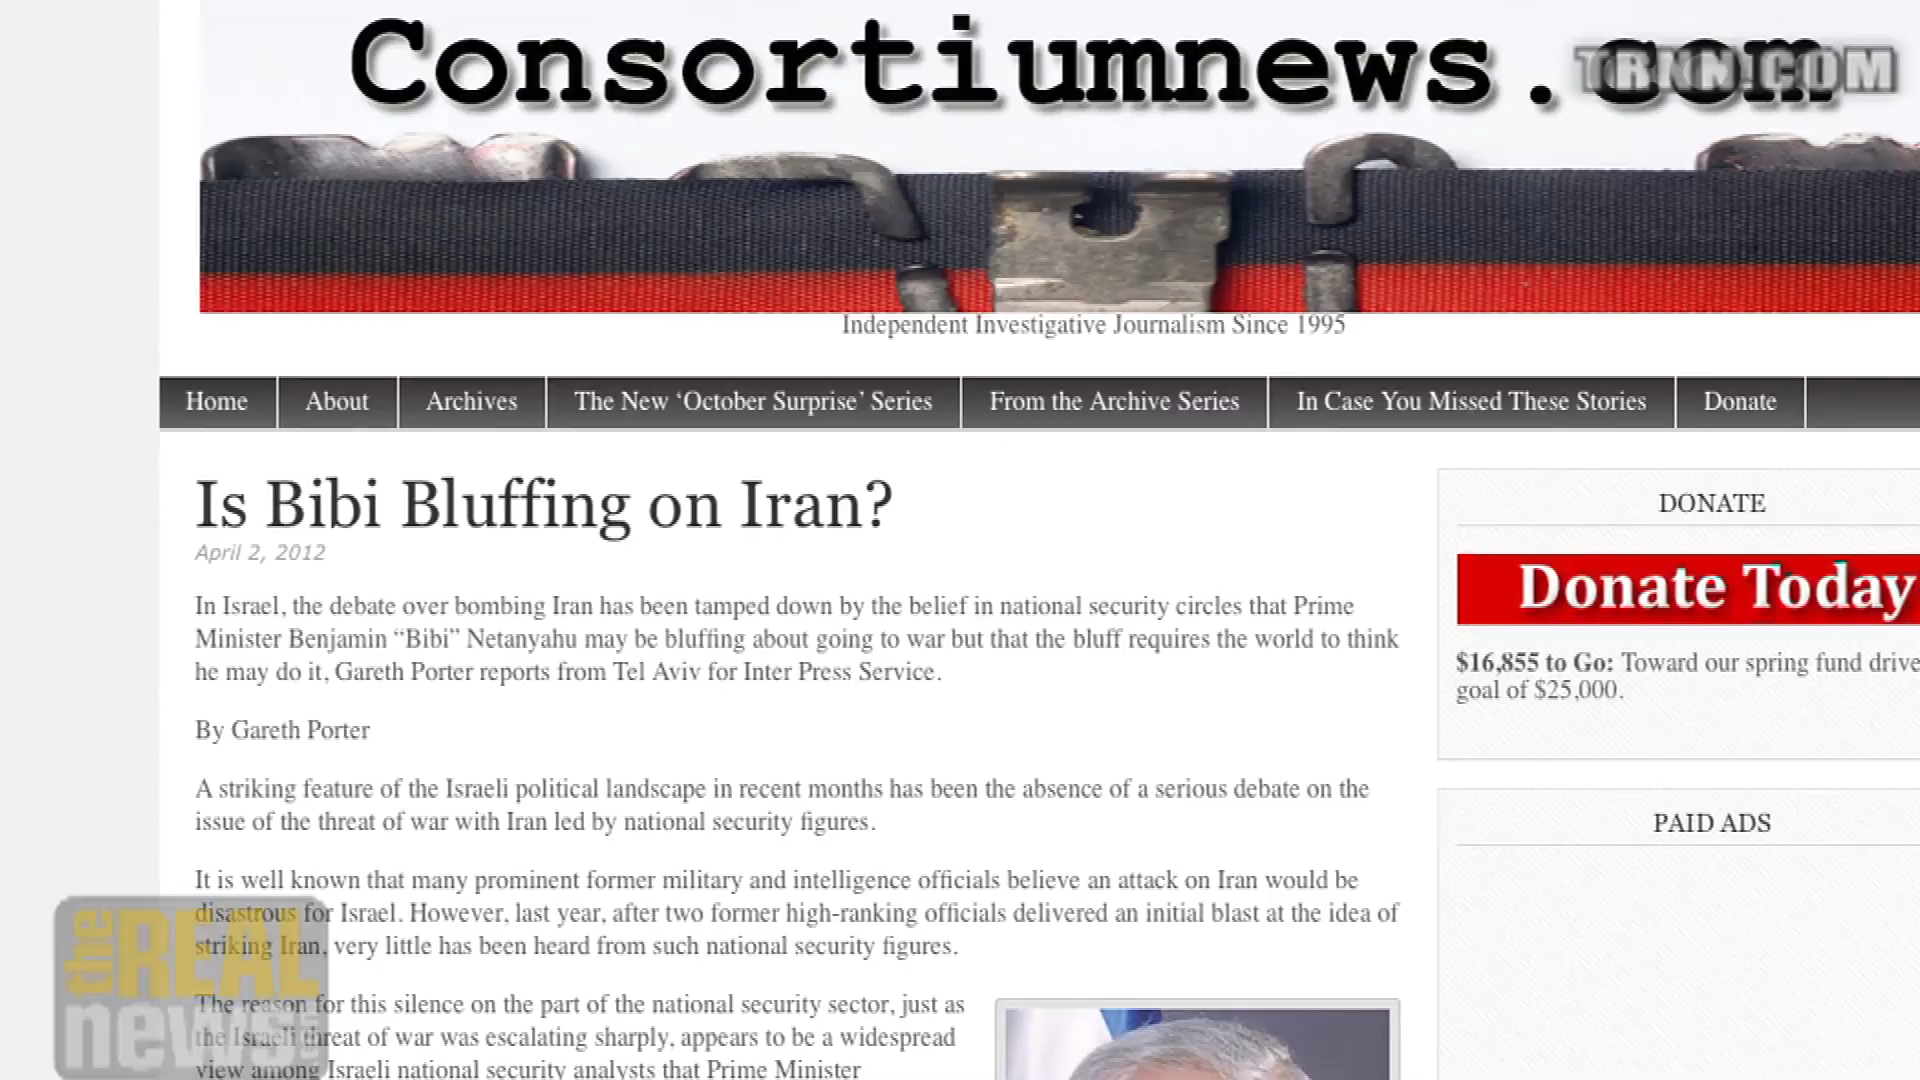 Consortiumnews.com
TRNN.COM
Independent Investigative Journalism Since 1995
Home
About
Archives
The New ‘October Surprise’ Series
From the Archive Series
In Case You Missed These Stories
Donate
Is Bibi Bluffing on Iran?
April 2, 2012
In Israel, the debate over bombing Iran has been tamped down by the belief in national security circles that Prime
Minister Benjamin “Bibi” Netanyahu may be bluffing about going to war but that the bluff requires the world to think
he may do it, Gareth Porter reports from Tel Aviv for Inter Press Service.
By Gareth Porter
A striking feature of the Israeli political landscape in recent months has been the absence of a serious debate on the
issue of the threat of war with Iran led by national security figures.
It is well known that many prominent former military and intelligence officials believe an attack on Iran would be
disastrous for Israel. However, last year, after two former high-ranking officials delivered an initial blast at the idea of
striking Iran, very little has been heard from such national security figures.
The reason for this silence on the part of the national security sector, just as
the Israeli threat of war was escalating sharply, appears to be a widespread
view among Israeli national security analysts that Prime Minister
DONATE
Donate Today
$16,855 to Go: Toward our spring fund drive
goal of $25,000.
PAID ADS
the REAL
news